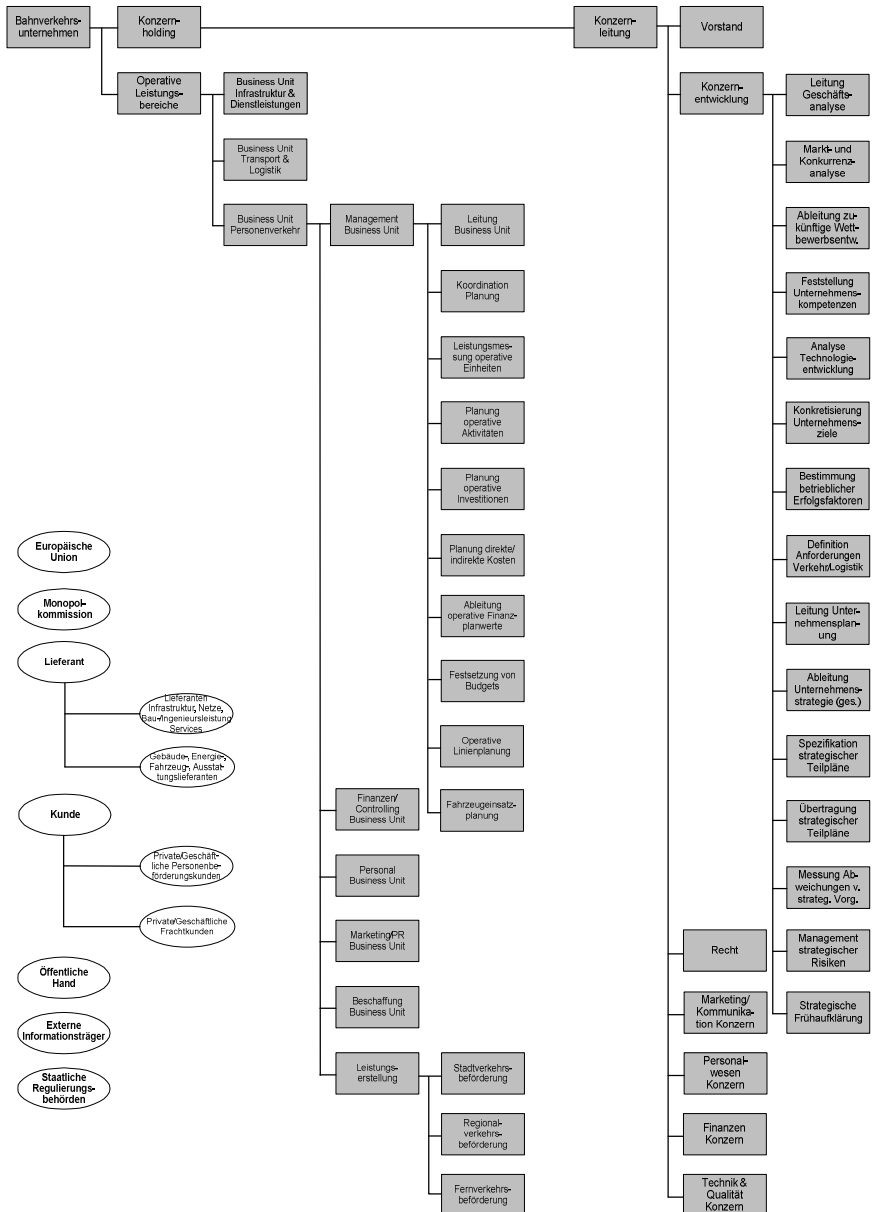 Bahnverkehrs-
unternehmen
Konzern-
holding
Konzern-
leitung
Vorstand
Operative
Leistungs-
bereiche
Business Unit
Infrastruktur &
Dienstleistungen
Konzern-
entwicklung
Leitung
Geschäfts-
analyse
Business Unit
Transport &
Logistik
Markt- und
Konkurrenz-
analyse
Business Unit
Personenverkehr
Management
Business Unit
Leitung
Business Unit
Ableitung zu-
künftige Wett-
bewerbsentw.
Koordination
Planung
Feststellung
Unternehmens-
kompetenzen
Leistungsmes-
sung operative
Einheiten
Analyse
Technologie-
entwicklung
Planung
operative
Aktivitäten
Konkretisierung
Unternehmens-
ziele
Planung
operative
Investitionen
Bestimmung
betrieblicher
Erfolgsfaktoren
Europäische
Union
Planung direkte/
indirekte Kosten
Definition
Anforderungen
Verkehr/Logistik
Monopol-
kommission
Ableitung
operative Finanz-
planwerte
Leitung Unter-
nehmensplan-
ung
Lieferant
Festsetzung von
Budgets
Ableitung
Unternehmens-
strategie (ges.)
Lieferanten
Infrastruktur, Netze,
Bau-/Ingenieursleistung
Services
Operative
Linienplanung
Spezifikation
strategischer
Teilpläne
Gebäude-, Energie-,
Fahrzeug-, Ausstat-
tungslieferanten
Kunde
Finanzen/
Controlling
Business Unit
Fahrzeugeinsatz-
planung
Übertragung
strategischer
Teilpläne
Private/Geschäft-
liche Personenbe-
förderungskunden
Personal
Business Unit
Messung Ab-
weichungen v.
strateg. Vorg.
Private/Geschäftliche
Frachtkunden
Marketing/PR
Business Unit
Recht
Management
strategischer
Risiken
Öffentliche
Hand
Beschaffung
Business Unit
Marketing/
Kommunika-
tion Konzern
Strategische
Frühaufklärung
Externe
Informationsträger
Staatliche
Regulierungs-
behörden
Leistungs-
erstellung
Stadtverkehrs-
beförderung
Personal-
wesen
Konzern
Regional-
verkehrs-
beförderung
Finanzen
Konzern
Fernverkehrs-
beförderung
Technik &
Qualität
Konzern